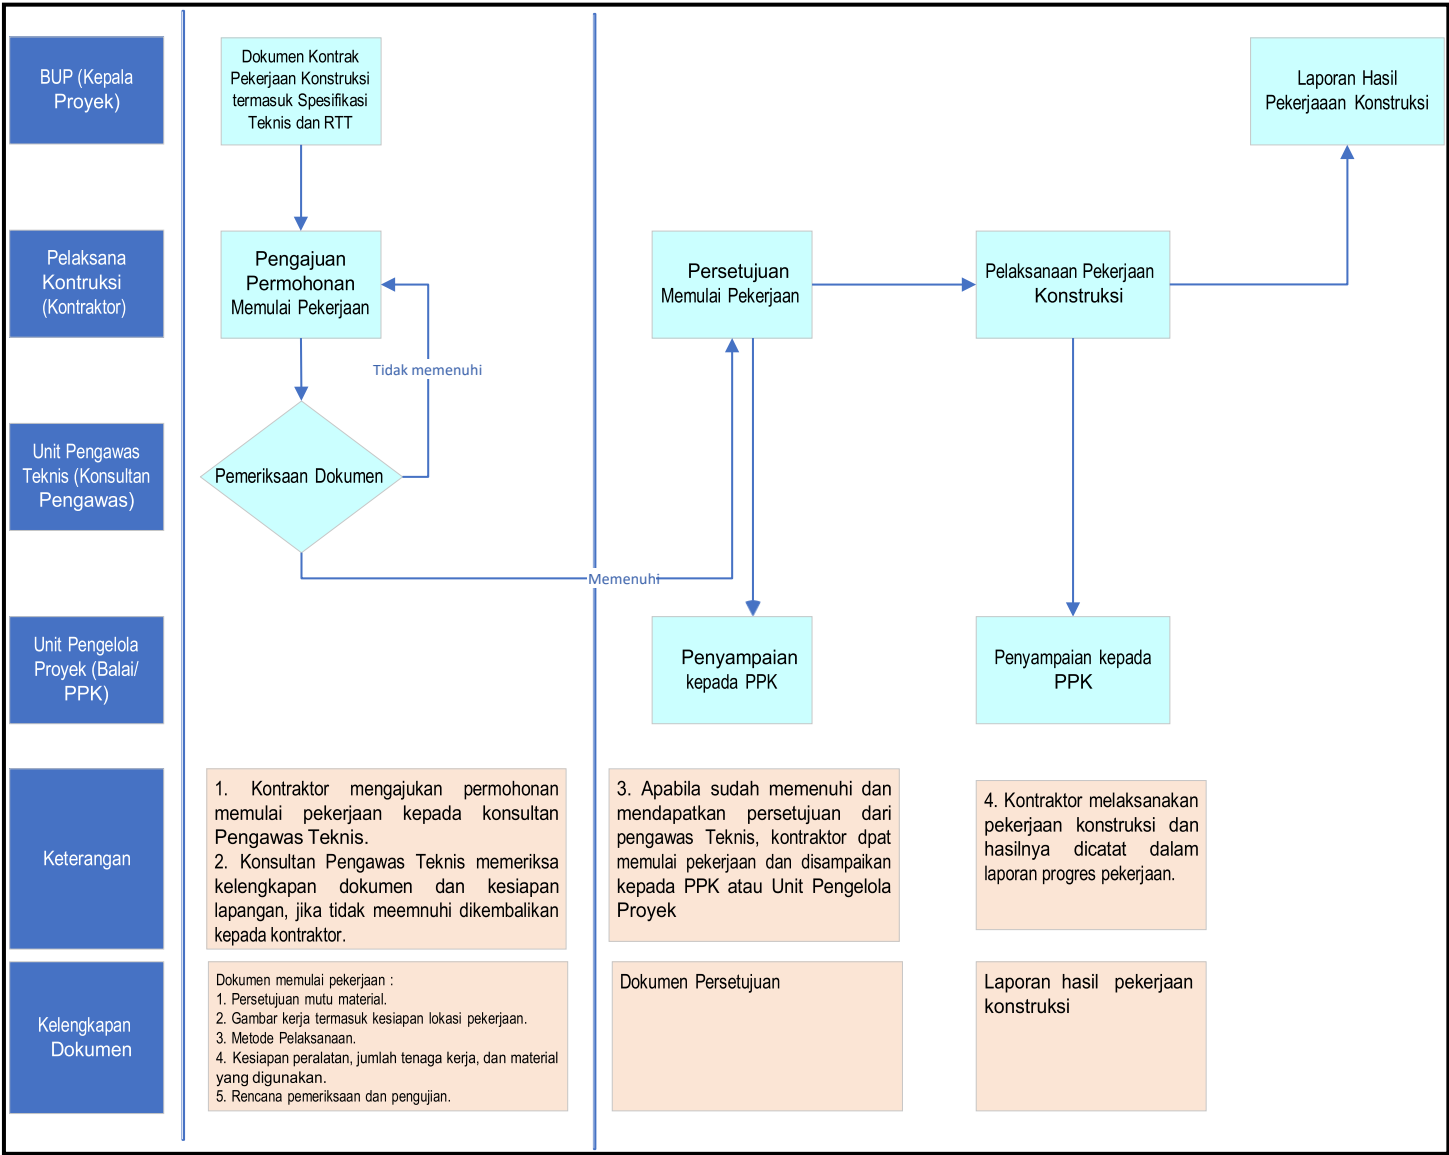 BUP (Kepala
Proyek)
Dokumen Kontrak
Pekerjaan Konstruksi
termasuk Spesifikasi
Teknis dan RTT
Laporan Hasil
Pekerjaaan Konstruksi
Pelaksana
Kontruksi
(Kontraktor)
Pengajuan
Permohonan
Memulai Pekerjaan
Persetujuan
Memulai Pekerjaan
Pelaksanaan Pekerjaan
Konstruksi
Tidak memenuhi
Unit Pengawas
Teknis (Konsultan
Pengawas)
Pemeriksaan Dokumen
Memenuhi
Unit Pengelola
Proyek (Balai/
PPK)
Penyampaian
kepada PPK
Penyampaian kepada
PPK
Keterangan
1. Kontraktor mengajukan permohonan
memulai pekerjaan kepada konsultan
Pengawas Teknis.
2. Konsultan Pengawas Teknis memeriksa
kelengkapan dokumen dan kesiapan
lapangan, jika tidak meemnuhi dikembalikan
kepada kontraktor.
3. Apabila sudah memenuhi dan
mendapatkan persetujuan dari
pengawas Teknis, kontraktor dpat
memulai pekerjaan dan disampaikan
kepada PPK atau Unit Pengelola
Proyek
4. Kontraktor melaksanakan
pekerjaan konstruksi dan
hasilnya dicatat dalam
laporan progres pekerjaan.
Kelengkapan
Dokumen
Dokumen memulai pekerjaan :
1. Persetujuan mutu material.
2. Gambar kerja termasuk kesiapan lokasi pekerjaan.
3. Metode Pelaksanaan.
4. Kesiapan peralatan, jumlah tenaga kerja, dan material
yang digunakan.
5. Rencana pemeriksaan dan pengujian.
Dokumen Persetujuan
Laporan hasil pekerjaan
konstruksi